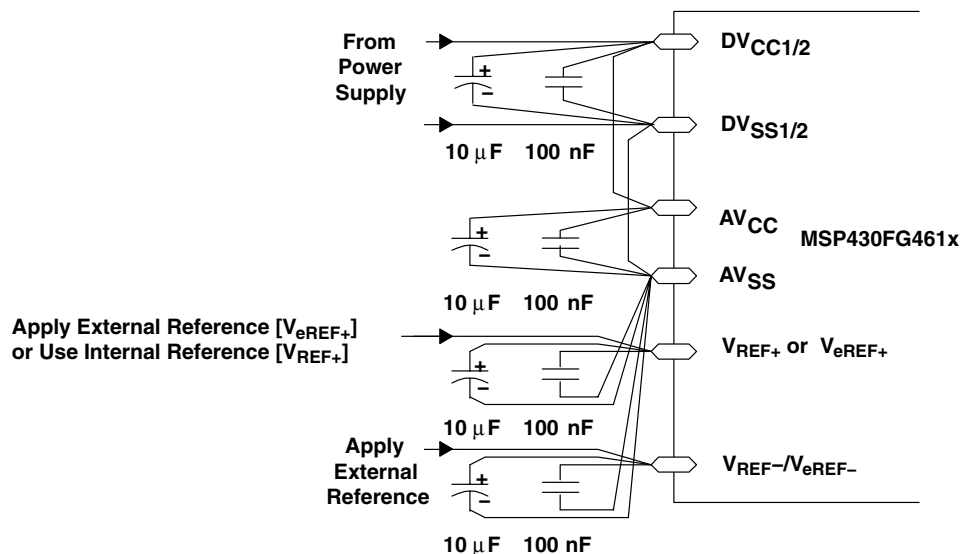 From
Power
Supply
+
−
10 μF 100 nF
DVCC1/2
DVSS1/2
+
−
10 μF 100 nF
AVCC
MSP430FG461x
AVSS
Apply External Reference [VeREF+]
or Use Internal Reference [VREF+]
+
−
10 μF 100 nF
VREF+ or VeREF+
Apply
External
Reference
+
−
10 μF 100 nF
VREF−/VeREF−